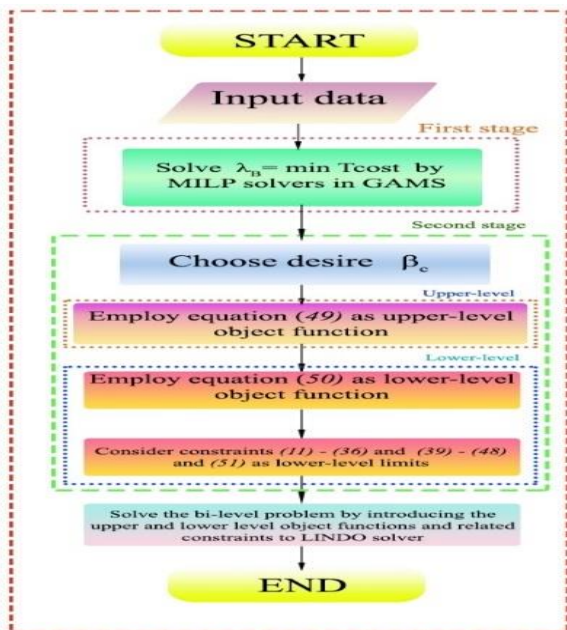 START
Input data
First stage
Solve λB= min Tcost by
MILP solvers in GAMS
Second stage
Choose desire βc
Upper-level
Employ equation (49) as upper-level
object function
Lower-level
Employ equation (50) as lower-level
object function
Consider constraints (11) - (36) and (39) - (48)
and (51) as lower-level limits
Solve the bi-level problem by introducing the
upper and lower level object functions and related
constraints to LINDO solver
END